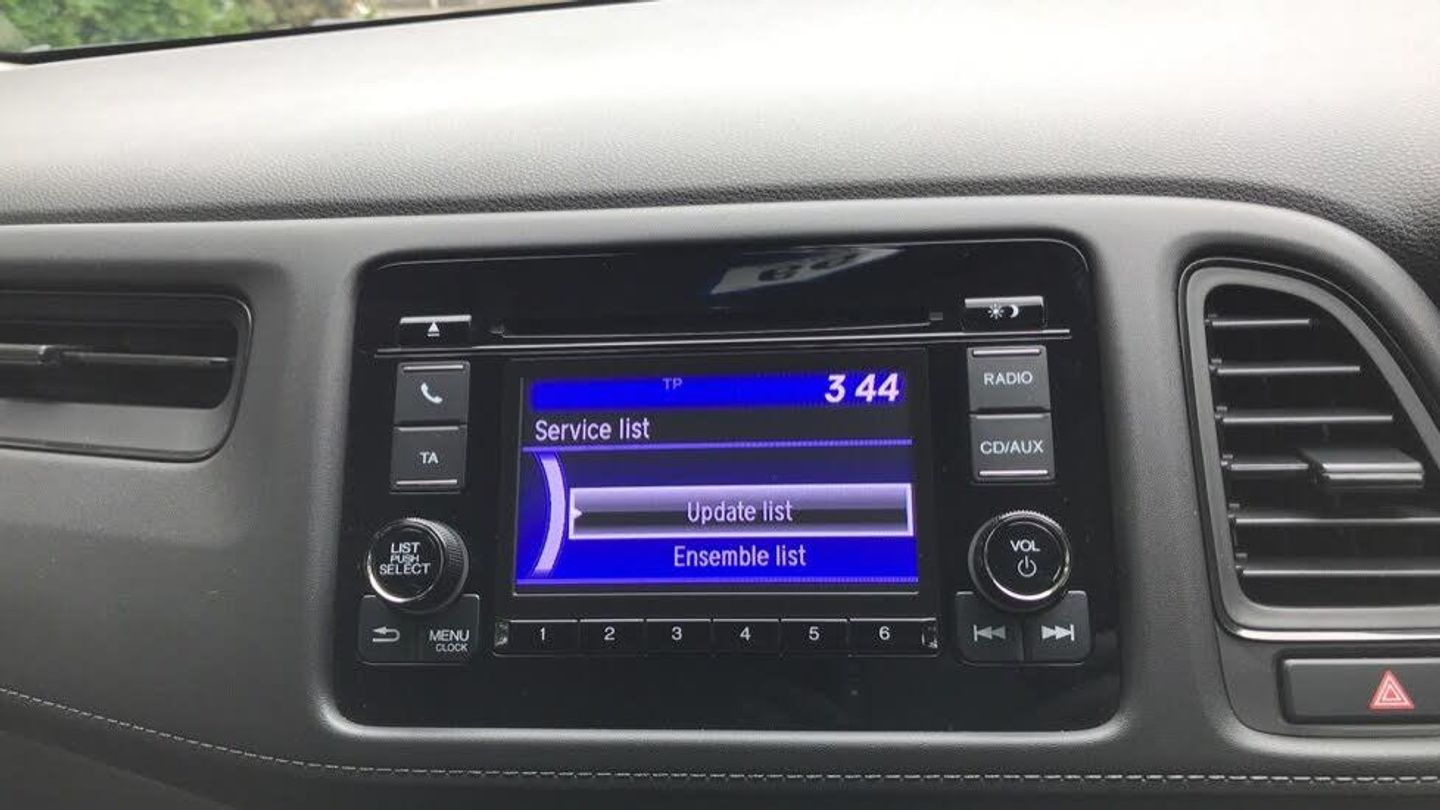 TP
3 44
Service list
Update list
Ensemble list
RADIO
CD/AUX
TA
LIST
PUSH
SELECT
VOL
MENU
CLOCK
1 2 3 4 5 6